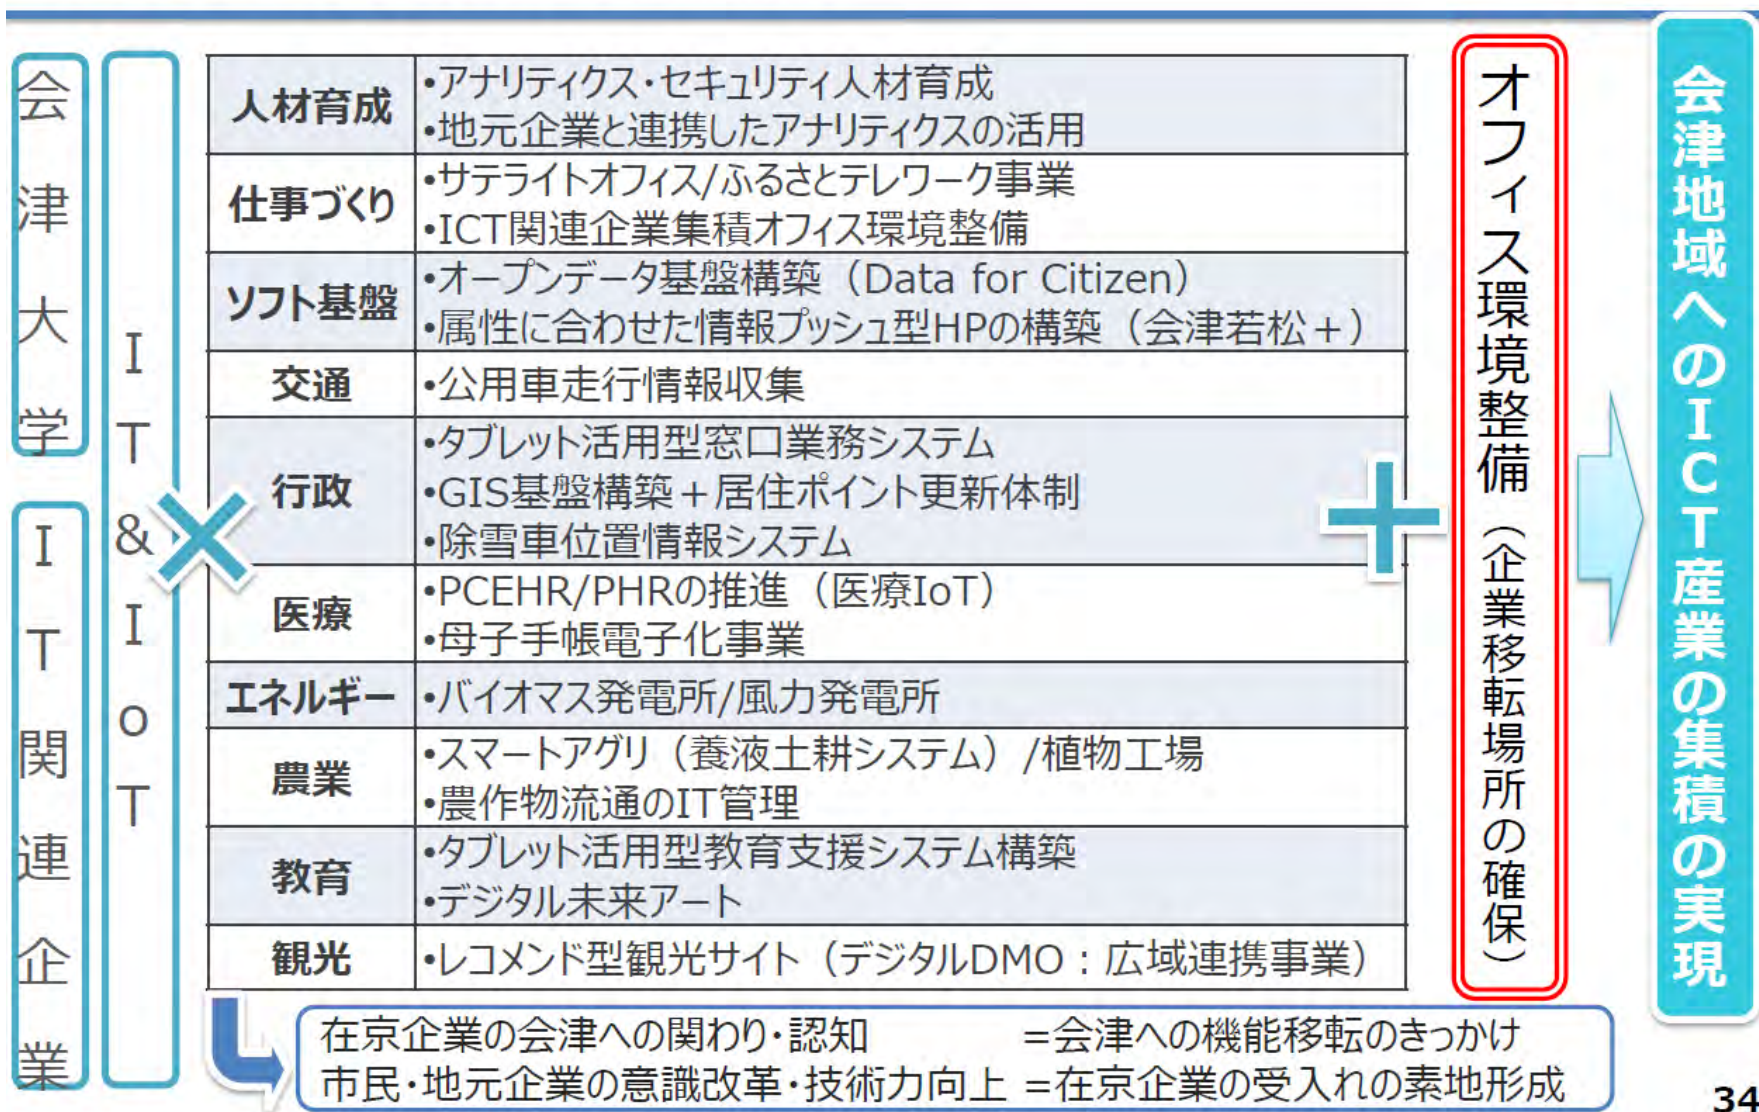 会津大学
IT関連企業
IT&IoT
人材育成
•アナリティクス・セキュリティ人材育成
•地元企業と連携したアナリティクスの活用
仕事づくり
•サテライトオフィス/ふるさとテレワーク事業
•ICT関連企業集積オフィス環境整備
ソフト基盤
•オープンデータ基盤構築（Data for Citizen）
•属性に合わせた情報プッシュ型HPの構築（会津若松＋）
交通
•公用車走行情報収集
行政
•タブレット活用型窓口業務システム
•GIS基盤構築＋居住ポイント更新体制
•除雪車位置情報システム
医療
•PCEHR/PHRの推進（医療IoT）
•母子手帳電子化事業
エネルギー
•バイオマス発電所/風力発電所
農業
•スマートアグリ（養液土耕システム）/植物工場
•農作物流通のIT管理
教育
•タブレット活用型教育支援システム構築
•デジタル未来アート
観光
•レコメンド型観光サイト（デジタルDMO：広域連携事業）
オフィス環境整備（企業移転場所の確保）
会津地域へのICT産業の集積の実現
在京企業の会津への関わり・認知 ＝会津への機能移転のきっかけ
市民・地元企業の意識改革・技術力向上 ＝在京企業の受入れの素地形成
34